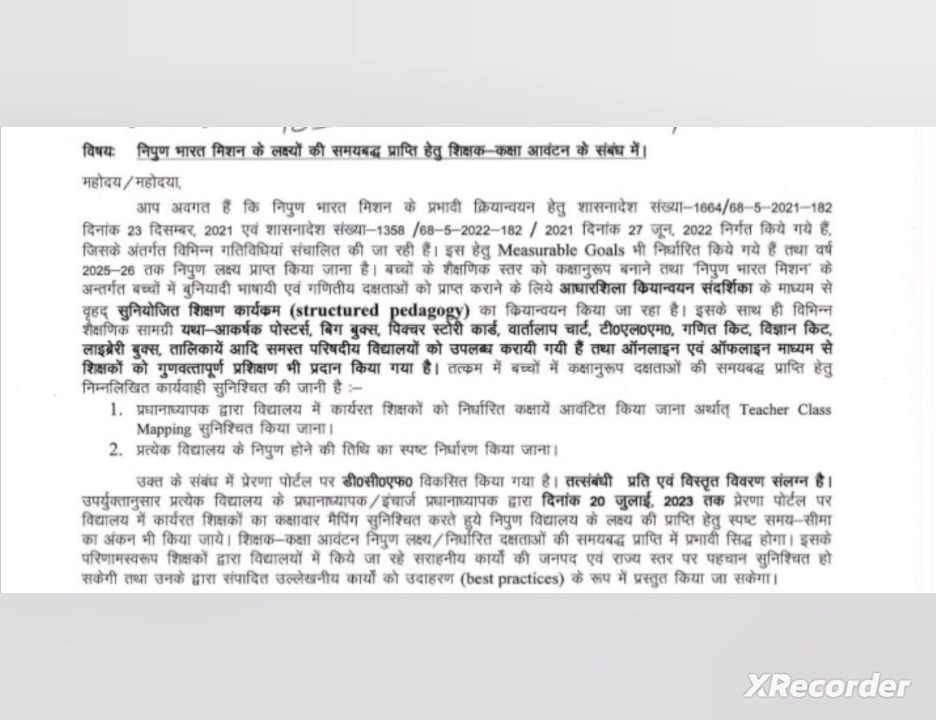 विषयः निपुण भारत मिशन के लक्ष्यों की समयबद्ध प्राप्ति हेतु शिक्षक–कक्षा आवंटन के संबंध में।
महोदय/महोदया,
आप अवगत हैं कि निपुण भारत मिशन के प्रभावी क्रियान्वयन हेतु शासनादेश संख्या–1664/68-5-2021-182
दिनांक 23 दिसम्बर, 2021 एवं शासनादेश संख्या–1358 /68-5-2022-182 / 2021 दिनांक 27 जून, 2022 निर्गत किये गये हैं,
जिसके अंतर्गत विभिन्न गतिविधियां संचालित की जा रही हैं। इस हेतु Measurable Goals भी निर्धारित किये गये हैं तथा वर्ष
2025–26 तक निपुण लक्ष्य प्राप्त किया जाना है। बच्चों के शैक्षणिक स्तर को कक्षानुरूप बनाने तथा 'निपुण भारत मिशन' के
अन्तर्गत बच्चों में बुनियादी भाषायी एवं गणितीय दक्षताओं को प्राप्त कराने के लिये आधारशिला कियान्वयन संदर्शिका के माध्यम से
वृहद् सुनियोजित शिक्षण कार्यकम (structured pedagogy) का कियान्वयन किया जा रहा है। इसके साथ ही विभिन्न
शैक्षणिक सामग्री यथा–आकर्षक पोस्टर्स, बिग बुक्स, पिक्चर स्टोरी कार्ड, वार्तालाप चार्ट, टी0एल0एम0, गणित किट, विज्ञान किट,
लाइब्रेरी बुक्स, तालिकायें आदि समस्त परिषदीय विद्यालयों को उपलब्ध करायी गयी हैं तथा ऑनलाइन एवं ऑफलाइन माध्यम से
शिक्षकों को गुणवत्तापूर्ण प्रशिक्षण भी प्रदान किया गया है। तत्कम में बच्चों में कक्षानुरूप दक्षताओं की समयबद्ध प्राप्ति हेतु
निम्नलिखित कार्यवाही सुनिश्चित की जानी है :–
1. प्रधानाध्यापक द्वारा विद्यालय में कार्यरत शिक्षकों को निर्धारित कक्षायें आवंटित किया जाना अर्थात् Teacher Class
Mapping सुनिश्चित किया जाना।
2. प्रत्येक विद्यालय के निपुण होने की तिथि का स्पष्ट निर्धारण किया जाना।
उक्त के संबंध में प्रेरणा पोर्टल पर डी0सी0एफ0 विकसित किया गया है। तत्संबंधी प्रति एवं विस्तृत विवरण संलग्न है।
उपर्युक्तानुसार प्रत्येक विद्यालय के प्रधानाध्यापक/इंचार्ज प्रधानाध्यापक द्वारा दिनांक 20 जुलाई, 2023 तक प्रेरणा पोर्टल पर
विद्यालय में कार्यरत शिक्षकों का कक्षावार मैपिंग सुनिश्चित करते हुये निपुण विद्यालय के लक्ष्य की प्राप्ति हेतु स्पष्ट समय–सीमा
का अंकन भी किया जाये। शिक्षक–कक्षा आवंटन निपुण लक्ष्य/निर्धारित दक्षताओं की समयबद्ध प्राप्ति में प्रभावी सिद्ध होगा। इसके
परिणामस्वरूप शिक्षकों द्वारा विद्यालयों में किये जा रहे सराहनीय कार्यों की जनपद एवं राज्य स्तर पर पहचान सुनिश्चित हो
सकेगी तथा उनके द्वारा संपादित उल्लेखनीय कार्यों को उदाहरण (best practices) के रूप में प्रस्तुत किया जा सकेगा।
XRecorder